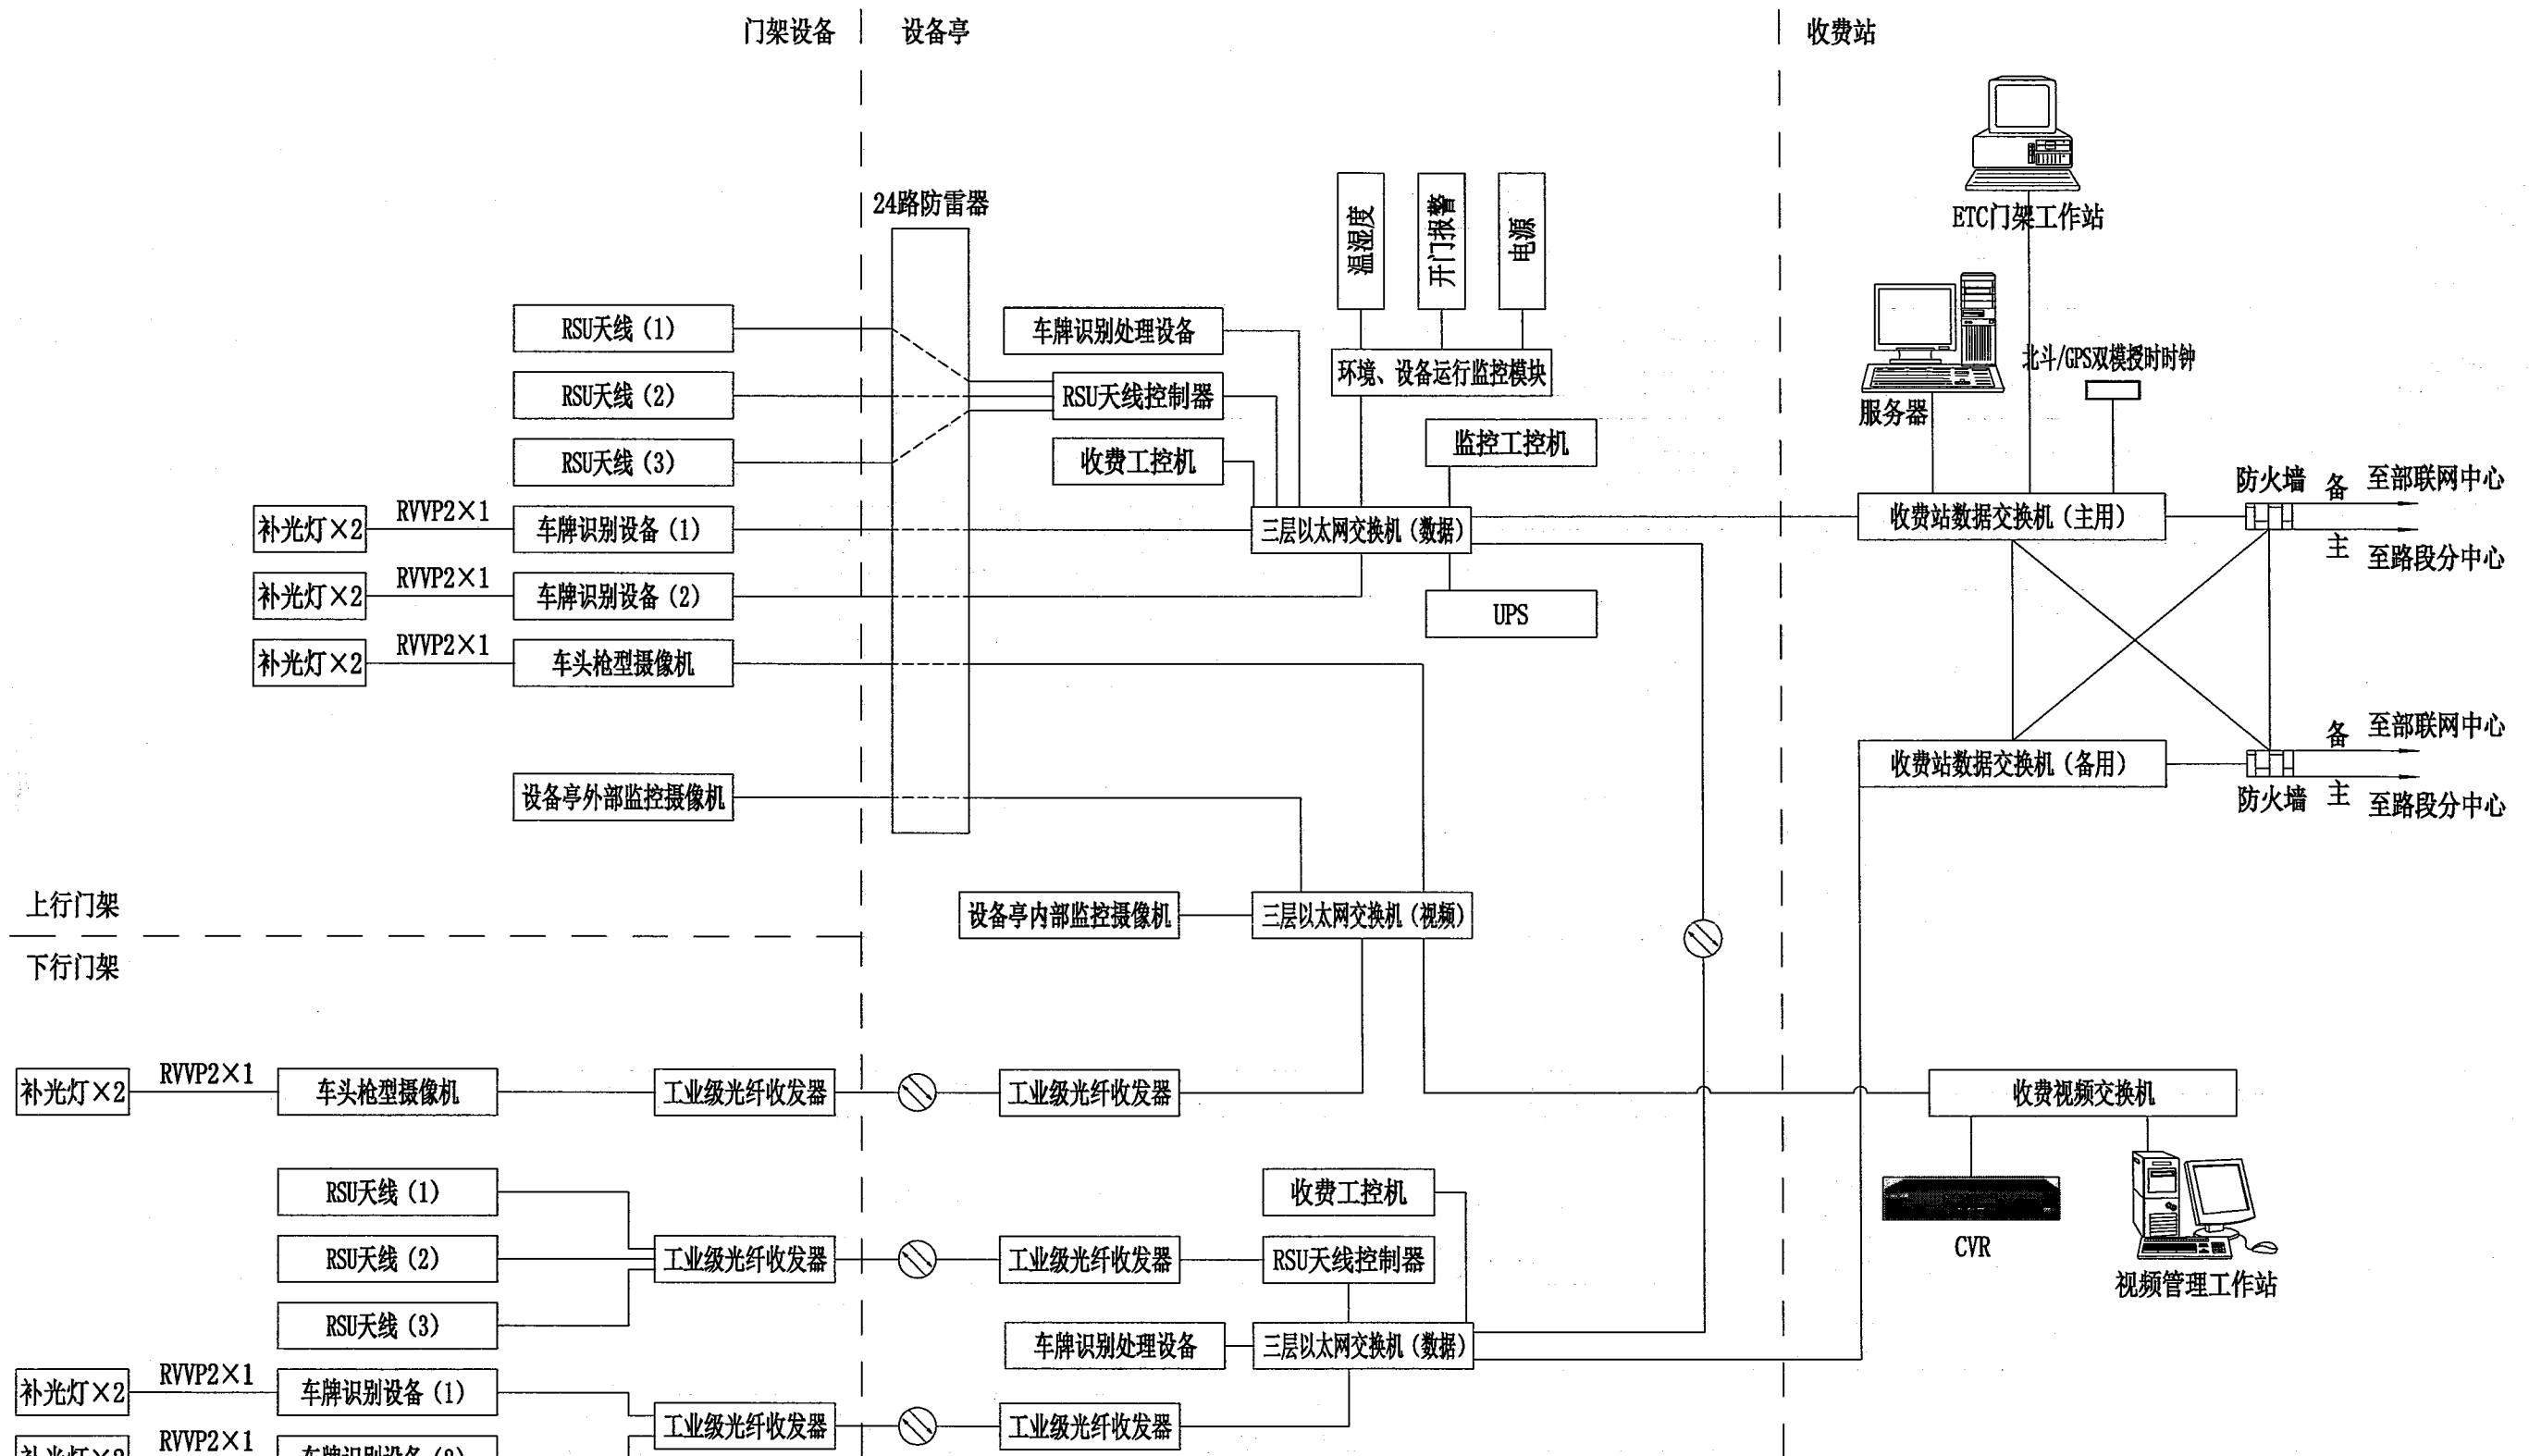 门架设备
设备亭
收费站
24路防雷器
温湿度
开门报警
电源
ETC门架工作站
RSU天线(1)
车牌识别处理设备
环境、设备运行监控模块
北斗/GPS双模授时时钟
服务器
RSU天线(2)
RSU天线控制器
监控工控机
RSU天线(3)
收费工控机
防火墙
备
至部联网中心
补光灯×2
RVVP2×1
车牌识别设备(1)
三层以太网交换机(数据)
收费站数据交换机(主用)
主
至路段分中心
补光灯×2
RVVP2×1
车牌识别设备(2)
UPS
补光灯×2
RVVP2×1
车头枪型摄像机
备
至部联网中心
收费站数据交换机(备用)
设备亭外部监控摄像机
防火墙
主
至路段分中心
上行门架
设备亭内部监控摄像机
三层以太网交换机(视频)
下行门架
补光灯×2
RVVP2×1
车头枪型摄像机
工业级光纤收发器
工业级光纤收发器
收费视频交换机
RSU天线(1)
收费工控机
RSU天线(2)
工业级光纤收发器
工业级光纤收发器
RSU天线控制器
CVR
视频管理工作站
RSU天线(3)
车牌识别处理设备
三层以太网交换机(数据)
补光灯×2
RVVP2×1
车牌识别设备(1)
工业级光纤收发器
工业级光纤收发器
补光灯×2
RVVP2×1
车牌识别设备(2)